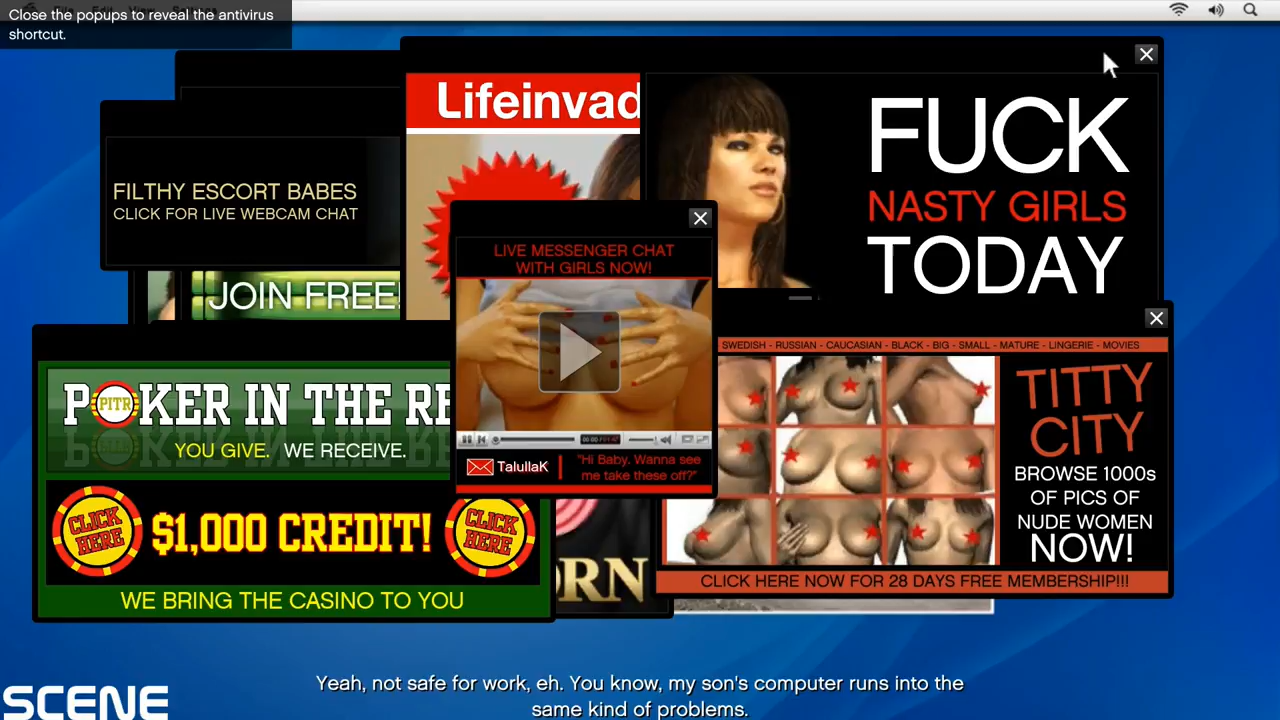 Close the popups to reveal the antivirus
shortcut.
Lifeinvad
FUCK
NASTY GIRLS
TODAY
FILTHY ESCORT BABES
CLICK FOR LIVE WEBCAM CHAT
JOIN FREE!
LIVE MESSENGER CHAT
WITH GIRLS NOW!
TalullaK
"Hi Baby. Wanna see
me take these off?"
SWEDISH - RUSSIAN - CAUCASIAN - BLACK - BIG - SMALL - MATURE - LINGERIE - MOVIES
TITTY
CITY
BROWSE 1000s
OF PICS OF
NUDE WOMEN
NOW!
CLICK HERE NOW FOR 28 DAYS FREE MEMBERSHIP!!!
POKER IN THE RE
PITR
YOU GIVE. WE RECEIVE.
CLICK HERE
$1,000 CREDIT!
CLICK HERE
WE BRING THE CASINO TO YOU
ORN
Yeah, not safe for work, eh. You know, my son's computer runs into the
same kind of problems.
SCENE